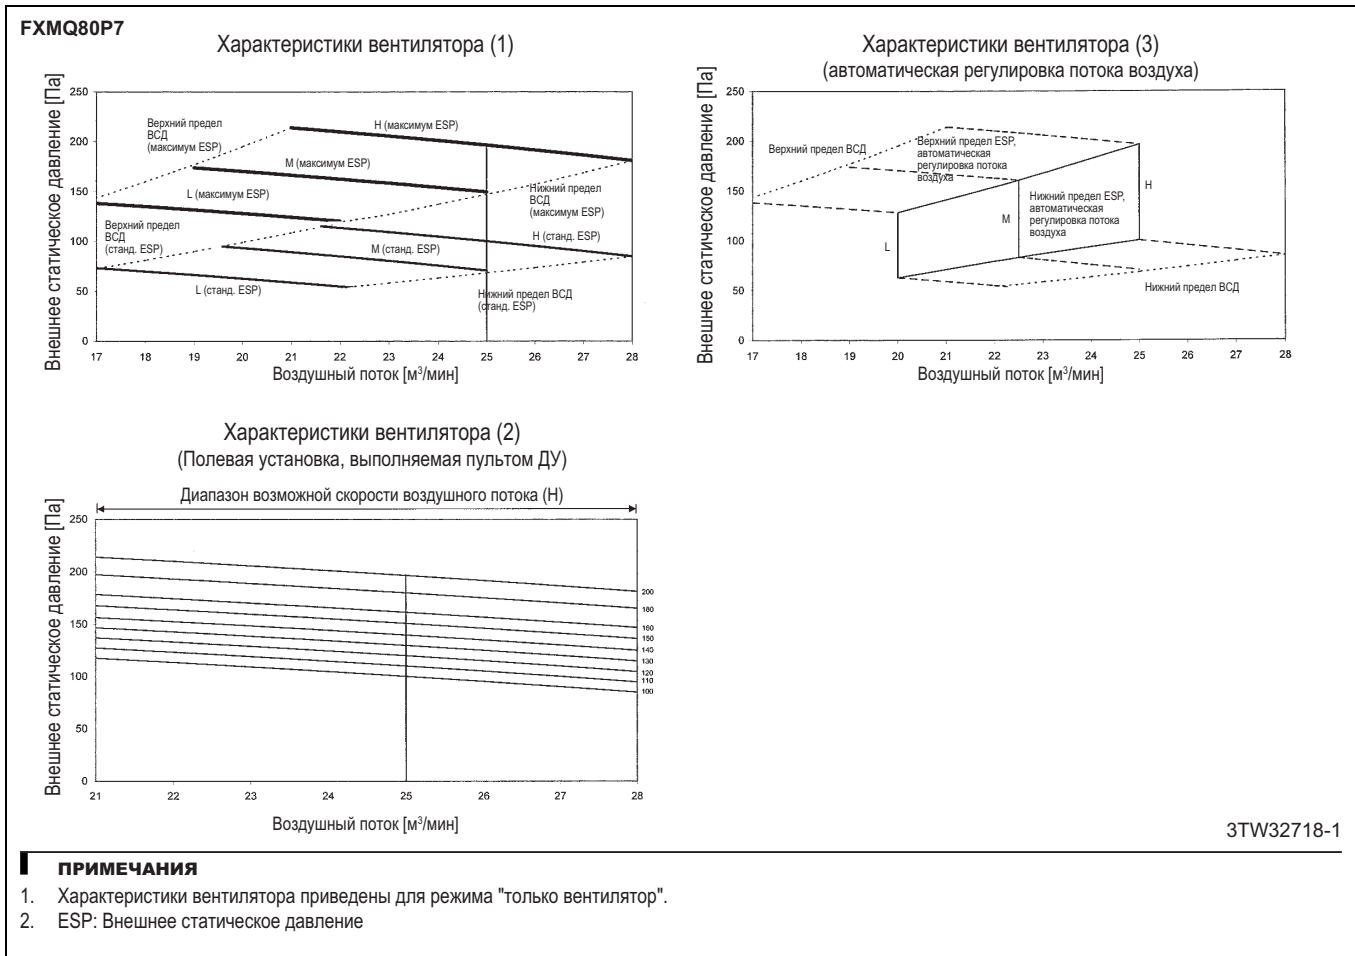 FXMQ80P7
Характеристики вентилятора (1)
Внешнее статическое давление [Па]
250
200
150
100
50
0
Верхний предел
ВСД
(максимум ESP)
H (максимум ESP)
M (максимум ESP)
L (максимум ESP)
Нижний предел
ВСД
(максимум ESP)
Верхний предел
ВСД
(станд. ESP)
H (станд. ESP)
M (станд. ESP)
L (станд. ESP)
Нижний предел ВСД
(станд. ESP)
17 18 19 20 21 22 23 24 25 26 27 28
Воздушный поток [м³/мин]
Характеристики вентилятора (3)
(автоматическая регулировка потока воздуха)
Внешнее статическое давление [Па]
250
200
150
100
50
0
Верхний предел ВСД
Верхний предел ESP,
автоматическая
регулировка потока
воздуха
H
Нижний предел ESP,
автоматическая
регулировка потока
воздуха
M
L
Нижний предел ВСД
17 18 19 20 21 22 23 24 25 26 27 28
Воздушный поток [м³/мин]
Характеристики вентилятора (2)
(Полевая установка, выполняемая пультом ДУ)
Диапазон возможной скорости воздушного потока (H)
Внешнее статическое давление [Па]
250
200
150
100
50
0
200
180
160
150
140
130
120
110
100
21 22 23 24 25 26 27 28
Воздушный поток [м³/мин]
3TW32718-1
ПРИМЕЧАНИЯ
1. Характеристики вентилятора приведены для режима "только вентилятор".
2. ESP: Внешнее статическое давление